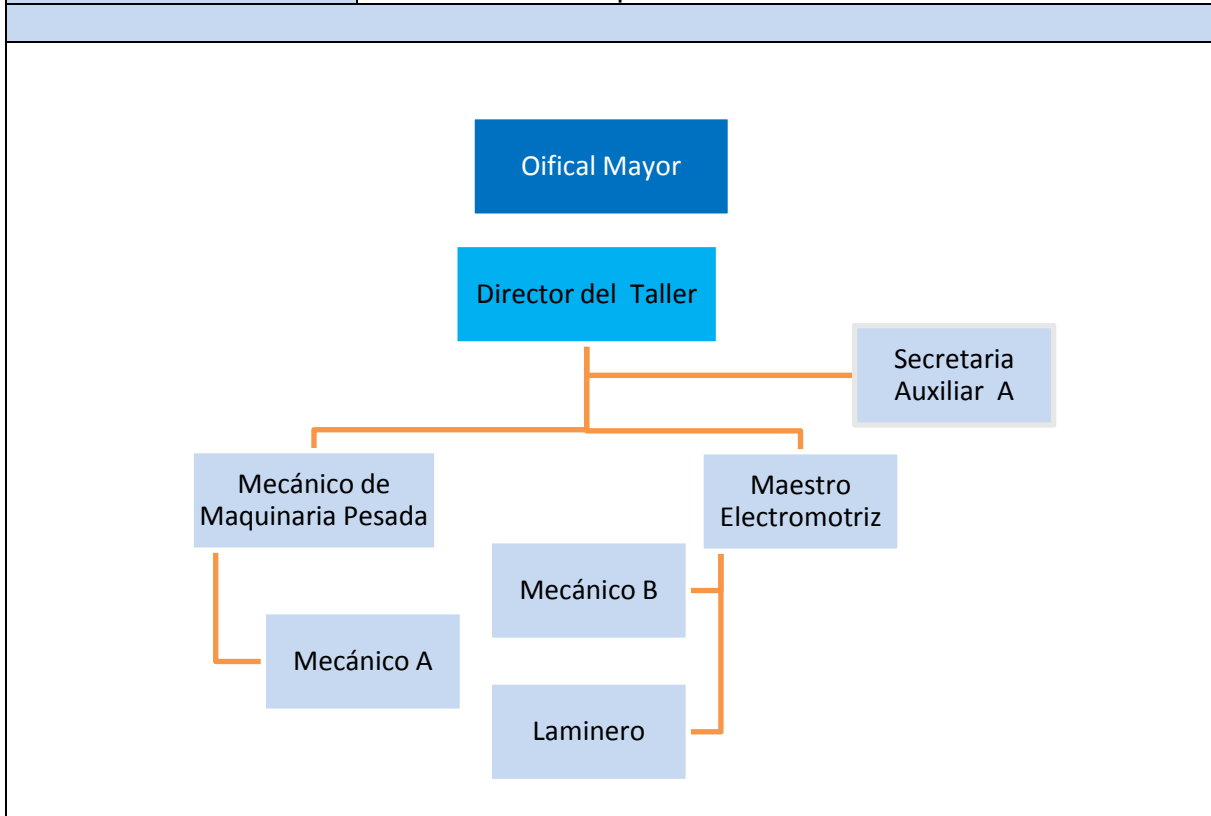 Oifical Mayor
Director del Taller
Secretaria
Auxiliar A
Mecánico de
Maquinaria Pesada
Maestro
Electromotriz
Mecánico B
Mecánico A
Laminero